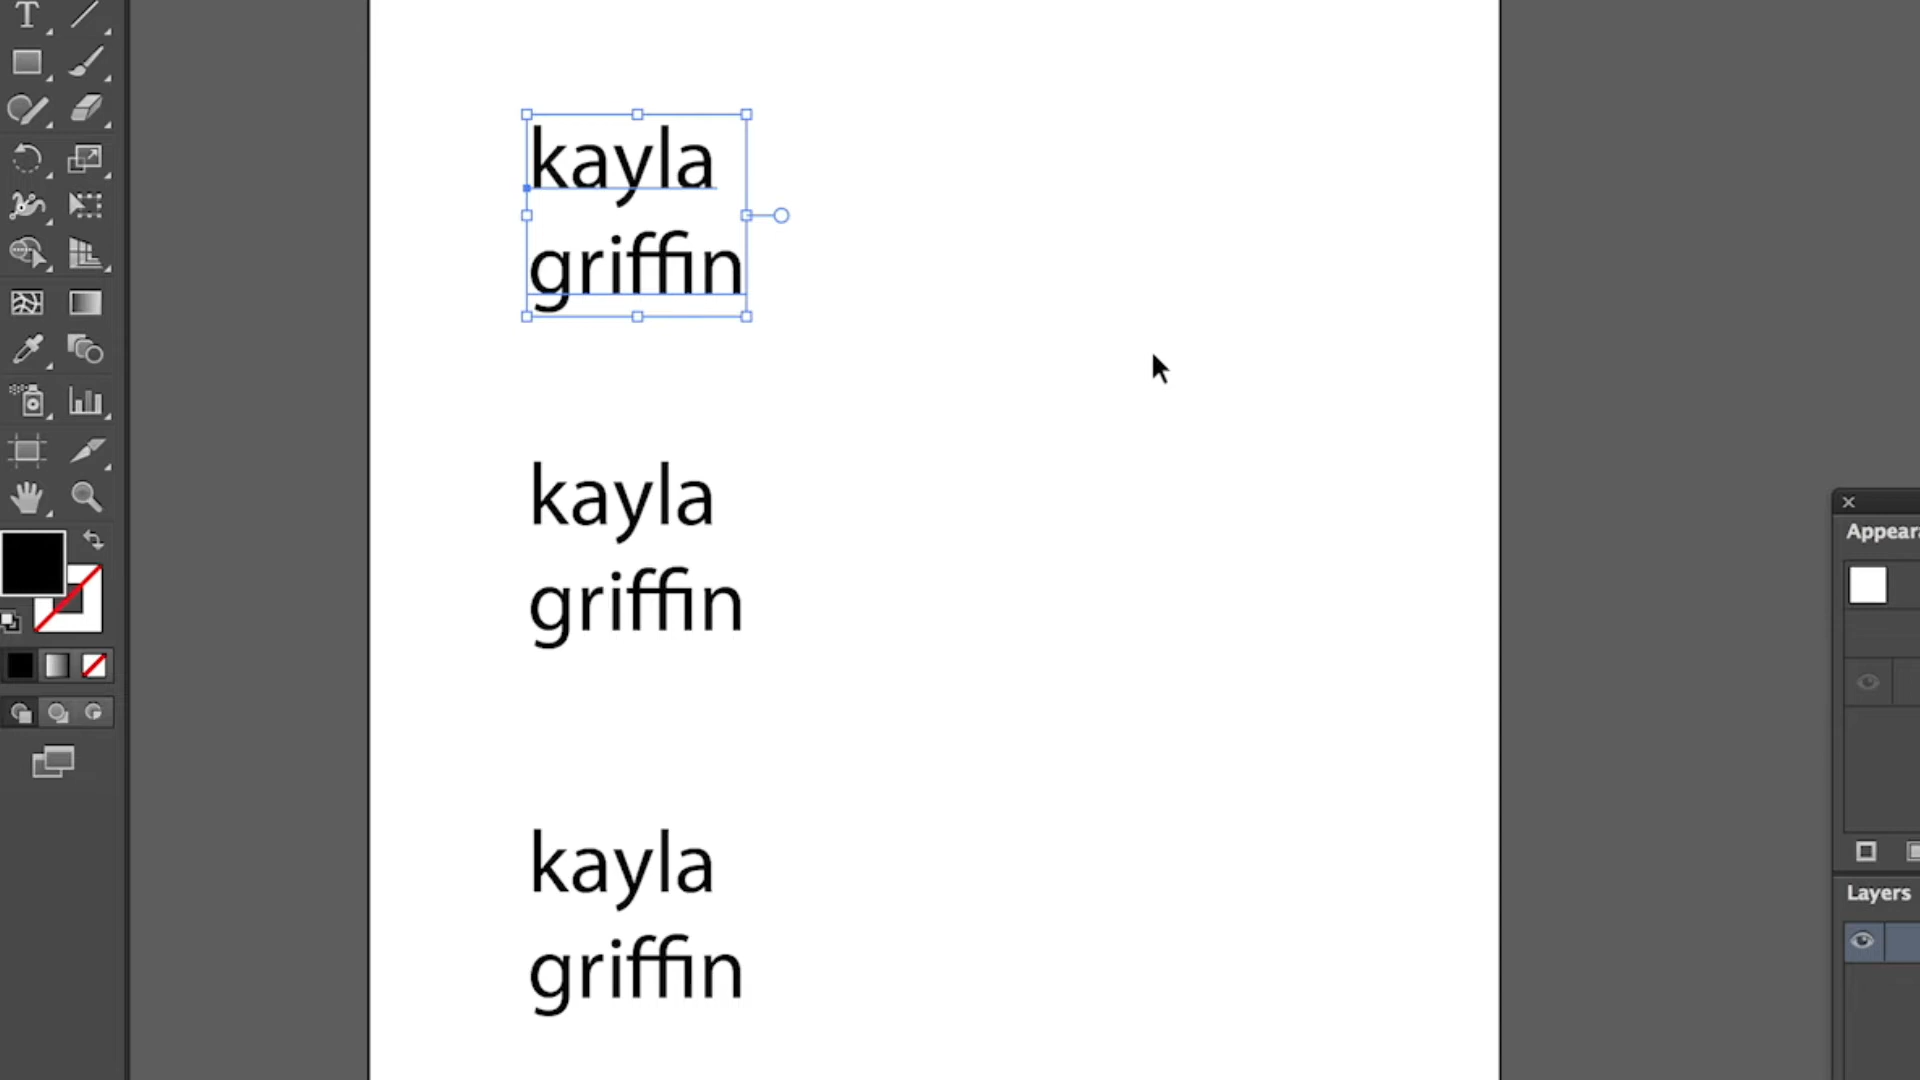 kayla
griffin
kayla
griffin
kayla
griffin
Appear
Layers